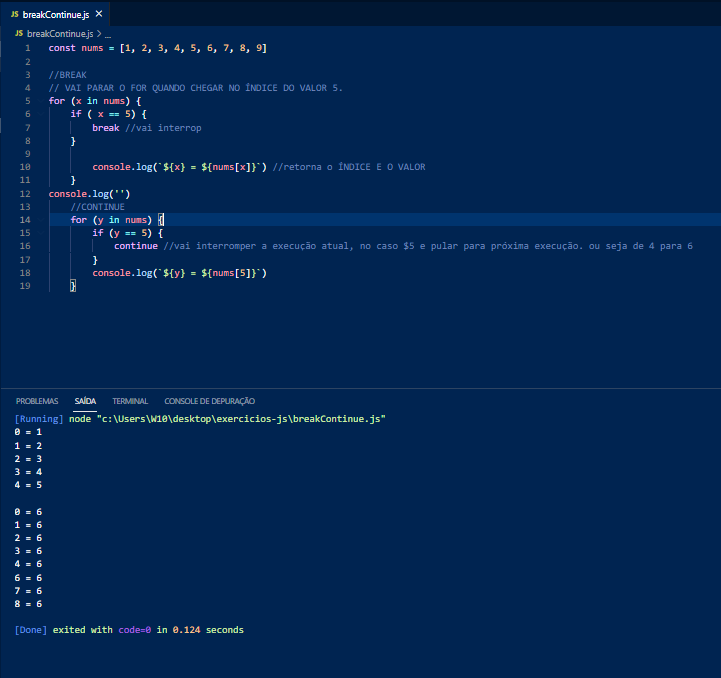 JS breakContinue.js ×
JS breakContinue.js > ...
1 const nums = [1, 2, 3, 4, 5, 6, 7, 8, 9]
2
3 //BREAK
4 // VAI PARAR O FOR QUANDO CHEGAR NO ÍNDICE DO VALOR 5.
5 for (x in nums) {
6 if ( x == 5) {
7 break //vai interrop
8 }
9
10 console.log(`${x} = ${nums[x]}`) //retorna o ÍNDICE E O VALOR
11 }
12 console.log('')
13 //CONTINUE
14 for (y in nums) {
15 if (y == 5) {
16 continue //vai interromper a execução atual, no caso $5 e pular para próxima execução. ou seja de 4 para 6
17 }
18 console.log(`${y} = ${nums[5]}`)
19 }
PROBLEMAS SAÍDA TERMINAL CONSOLE DE DEPURAÇÃO
[Running] node "c:\Users\W10\desktop\exercicios-js\breakContinue.js"
0 = 1
1 = 2
2 = 3
3 = 4
4 = 5
0 = 6
1 = 6
2 = 6
3 = 6
4 = 6
6 = 6
7 = 6
8 = 6
[Done] exited with code=0 in 0.124 seconds